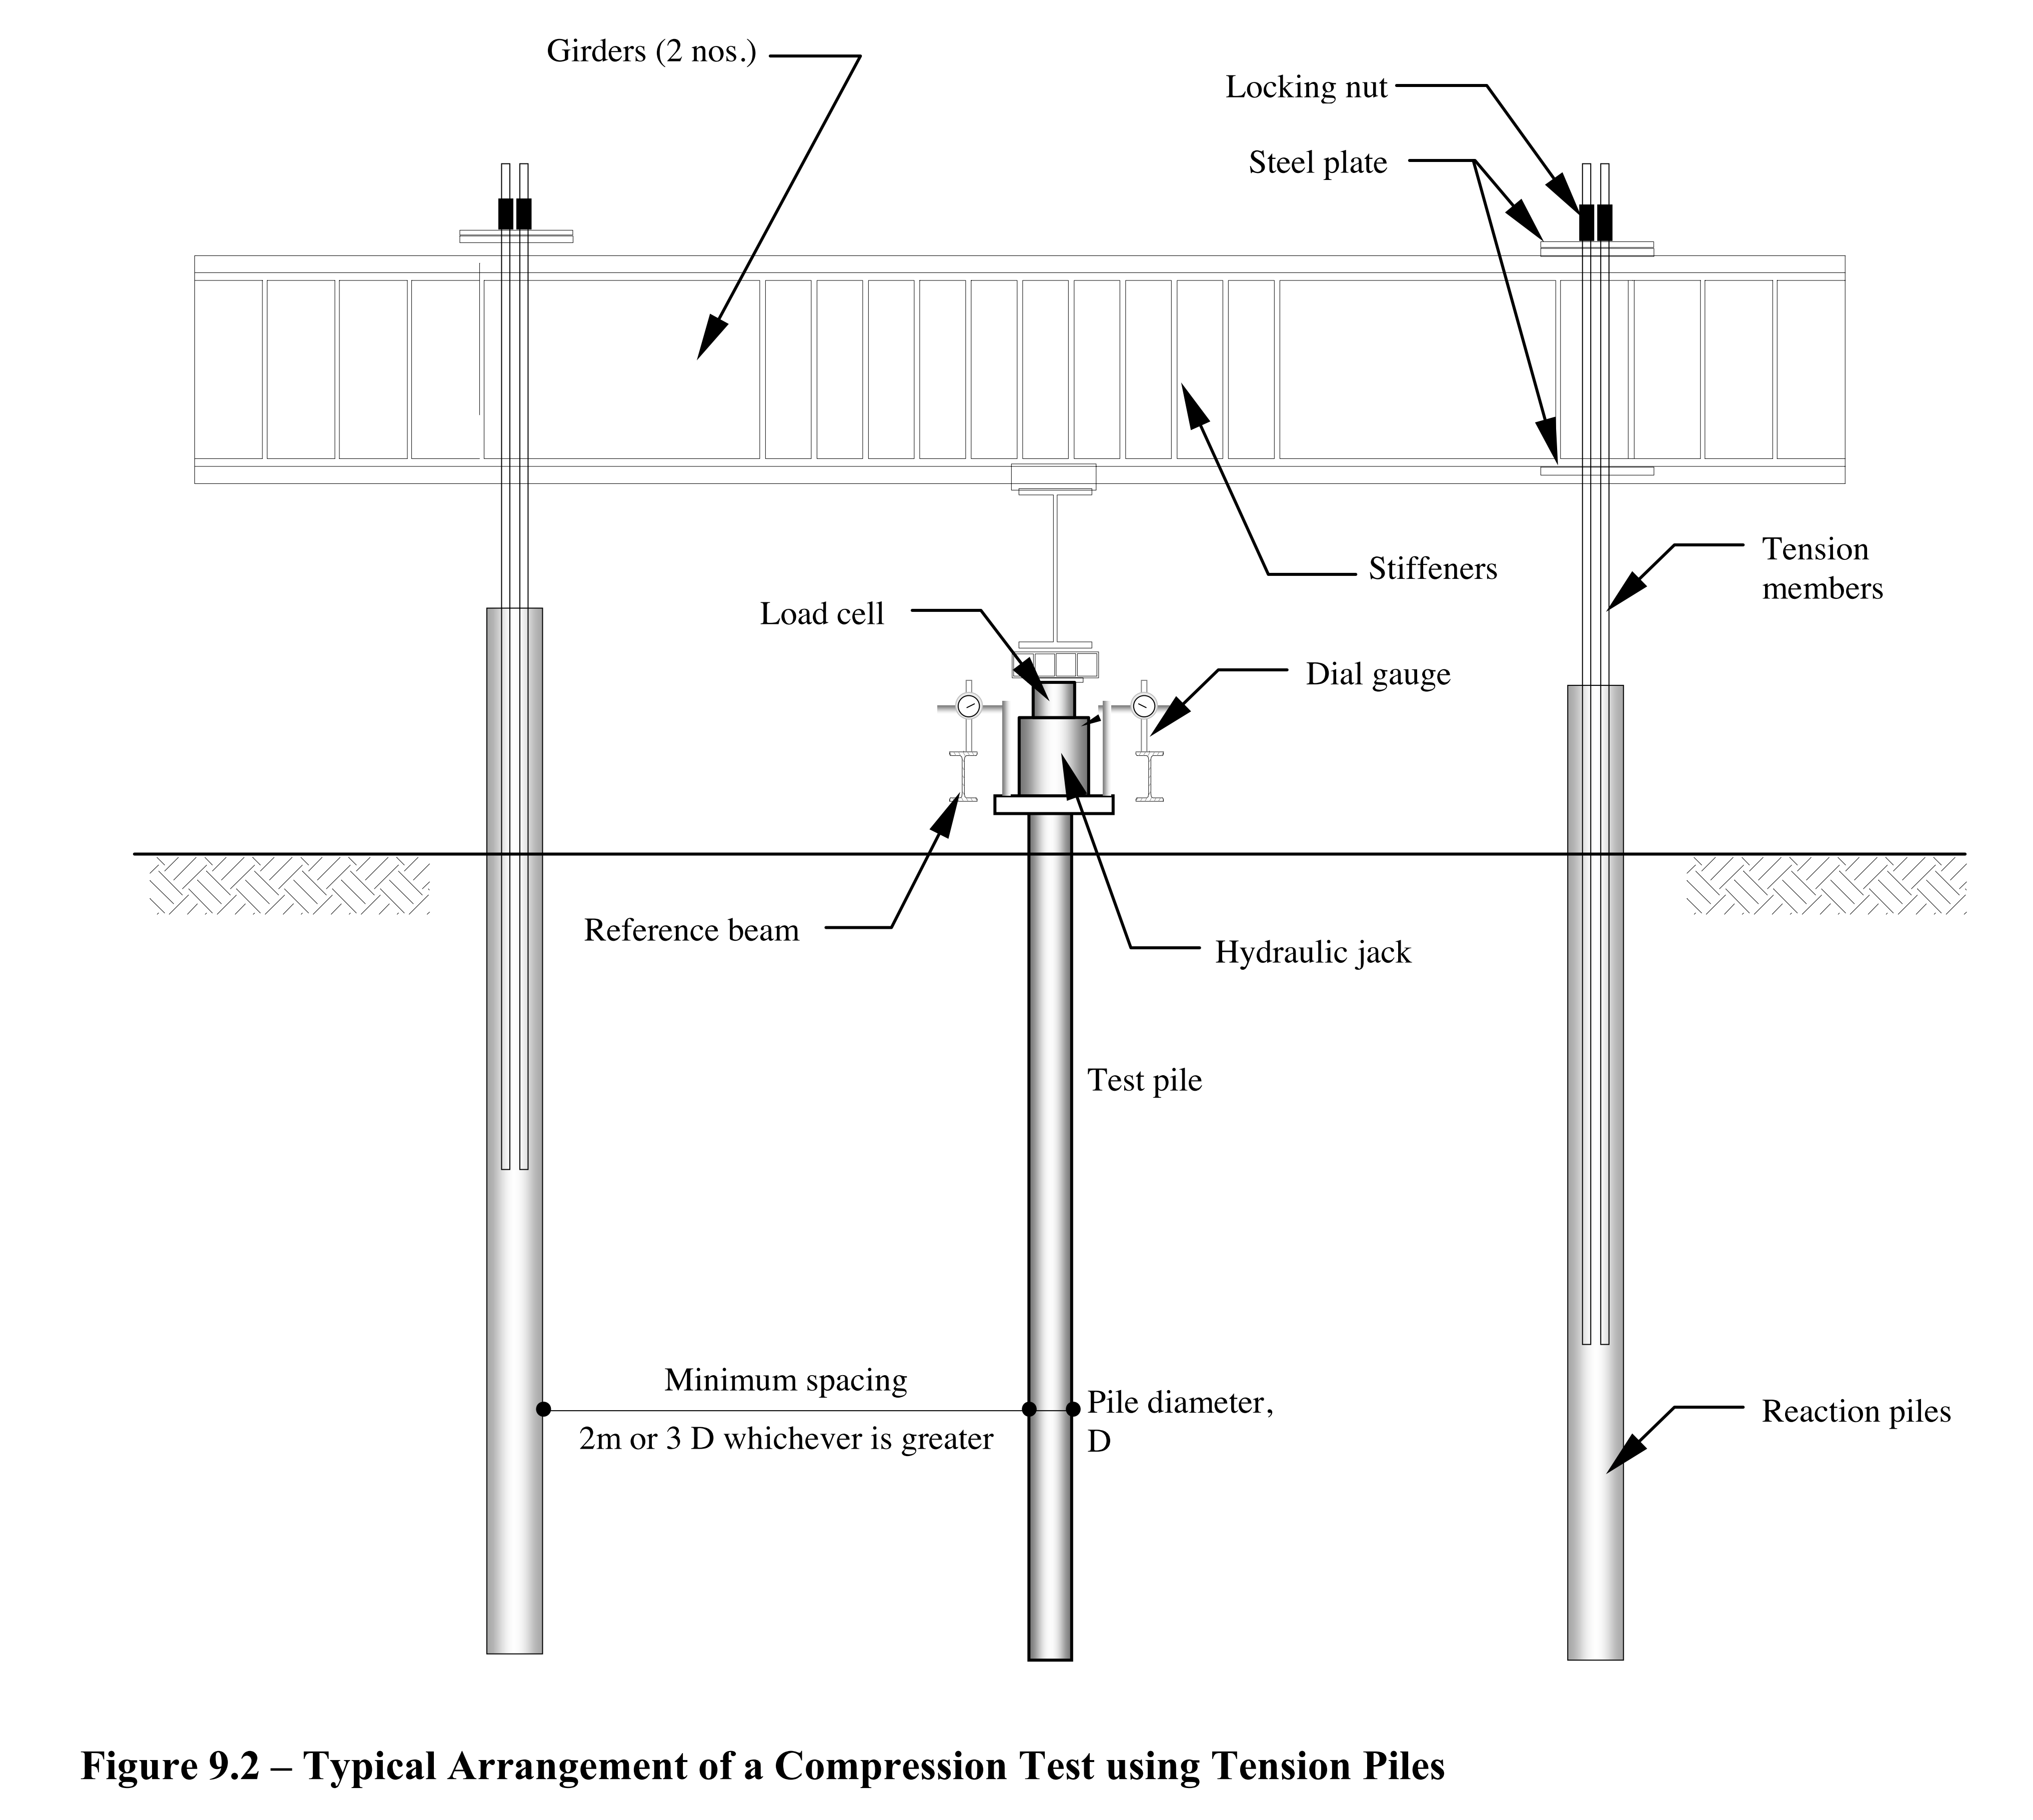 Girders (2 nos.)
Locking nut
Steel plate
Stiffeners
Tension
members
Load cell
Dial gauge
Reference beam
Hydraulic jack
Test pile
Minimum spacing
2m or 3 D whichever is greater
Pile diameter,
D
Reaction piles
Figure 9.2 – Typical Arrangement of a Compression Test using Tension Piles